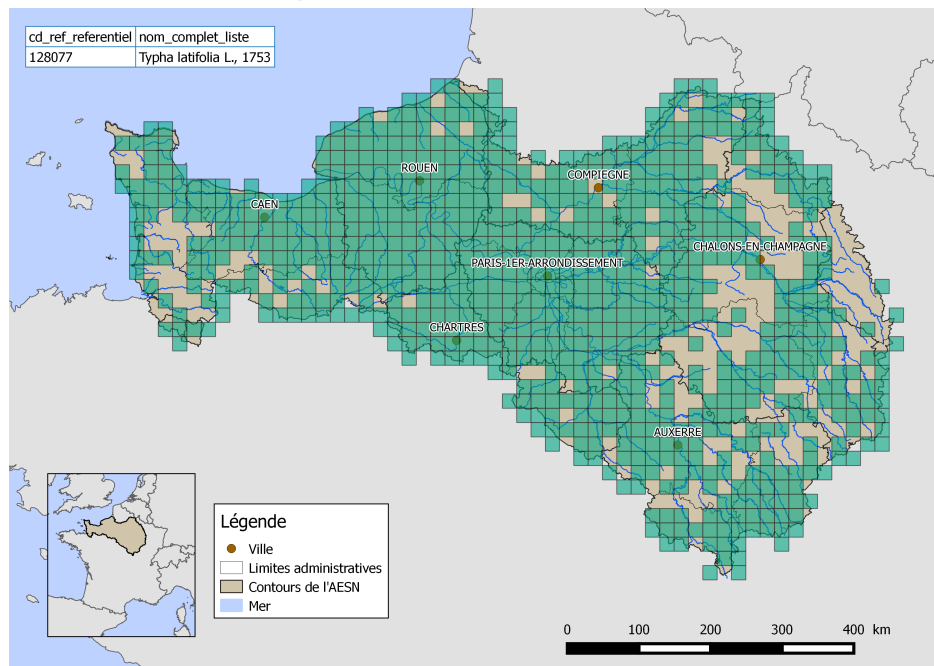 cd_ref_referentiel nom_complet_liste
128077 Typha latifolia L., 1753
ROUEN
COMPIEGNE
CAEN
CHALONS-EN-CHAMPAGNE
PARIS-1ER-ARRONDISSEMENT
CHARTRES
AUXERRE
Légende
Ville
Limites administratives
Contours de l'AESN
Mer
0 100 200 300 400 km